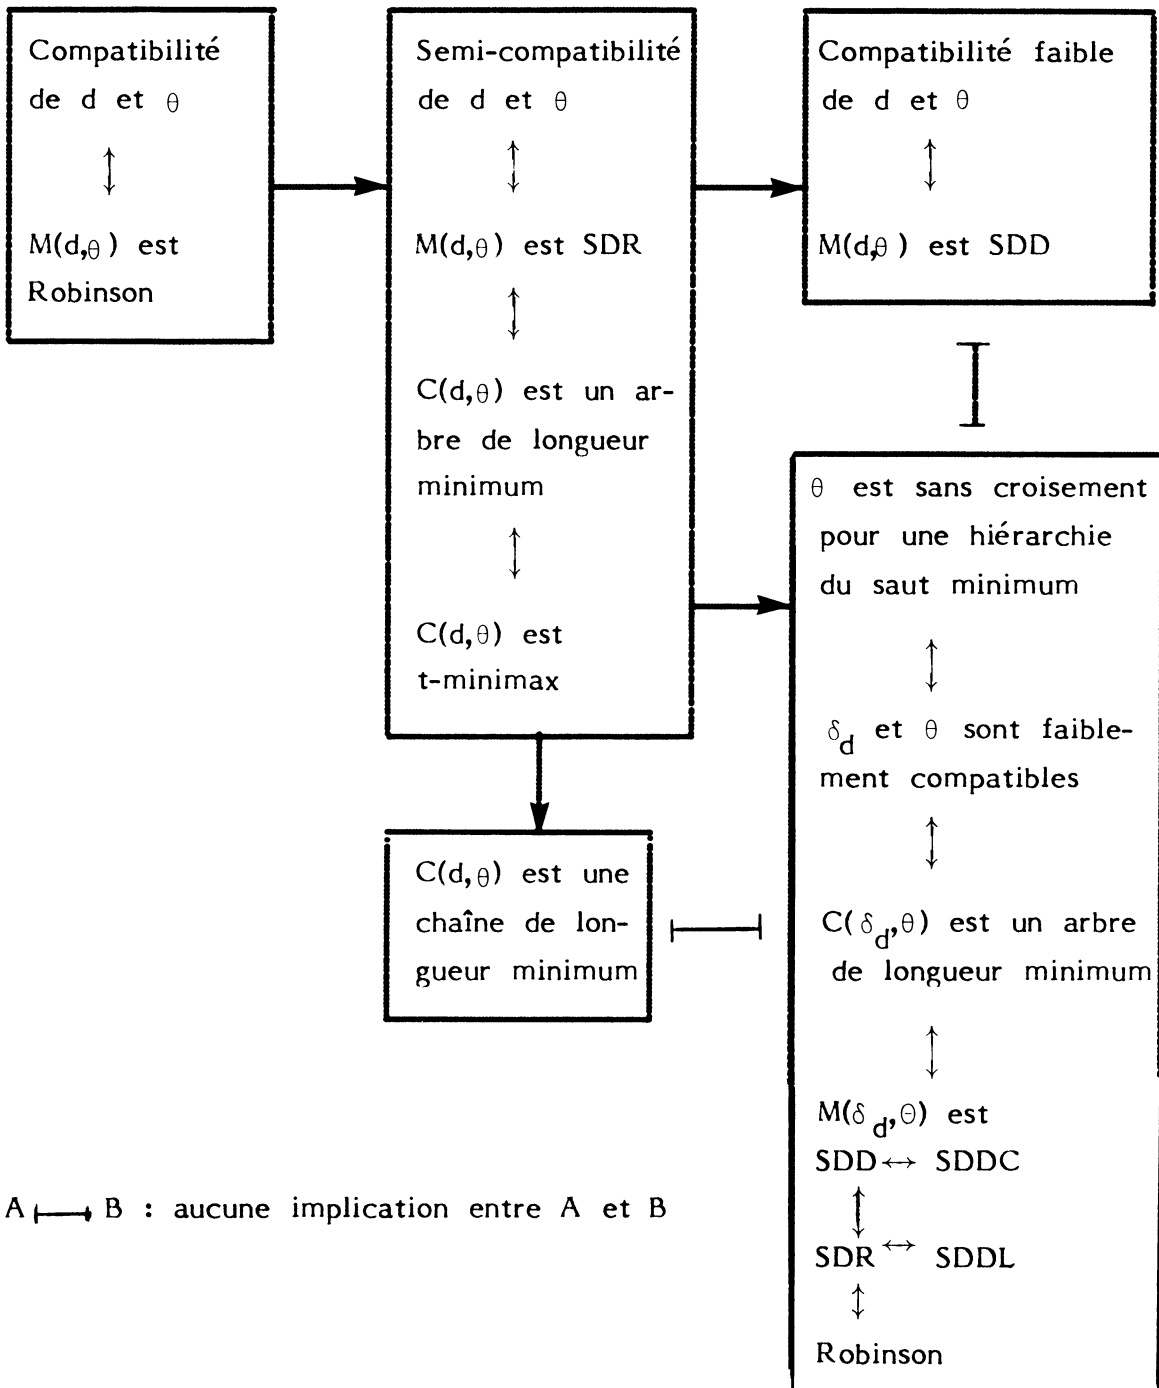 Compatibilité
de d et θ
↕
M(d,θ) est
Robinson
Semi-compatibilité
de d et θ
↕
M(d,θ) est SDR
↕
C(d,θ) est un ar-
bre de longueur
minimum
↕
C(d,θ) est
t-minimax
Compatibilité faible
de d et θ
↕
M(d,θ) est SDD
C(d,θ) est une
chaîne de lon-
gueur minimum
θ est sans croisement
pour une hiérarchie
du saut minimum
↕
δ_d et θ sont faible-
ment compatibles
↕
C(δ_d,θ) est un arbre
de longueur minimum
↕
M(δ_d,θ) est
SDD ↔ SDDC
↕
SDR ↔ SDDL
↕
Robinson
A ⊢⊣ B : aucune implication entre A et B